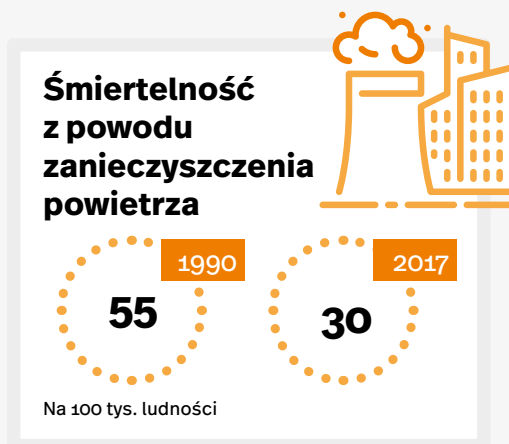 Śmiertelność
z powodu
zanieczyszczenia
powietrza
1990
55
2017
30
Na 100 tys. ludności